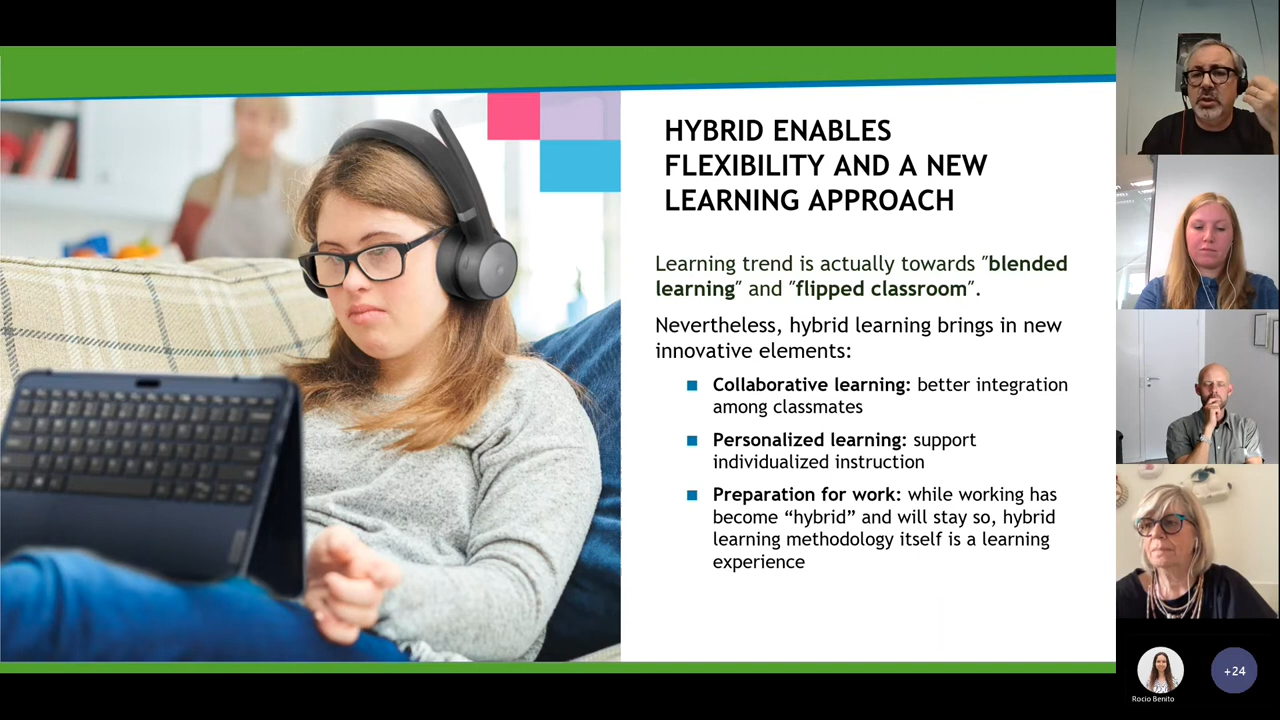 HYBRID ENABLES
FLEXIBILITY AND A NEW
LEARNING APPROACH
Learning trend is actually towards ″blended
learning″ and ″flipped classroom″.
Nevertheless, hybrid learning brings in new
innovative elements:
Collaborative learning: better integration
among classmates
Personalized learning: support
individualized instruction
Preparation for work: while working has
become “hybrid” and will stay so, hybrid
learning methodology itself is a learning
experience
Rocio Benito
+24